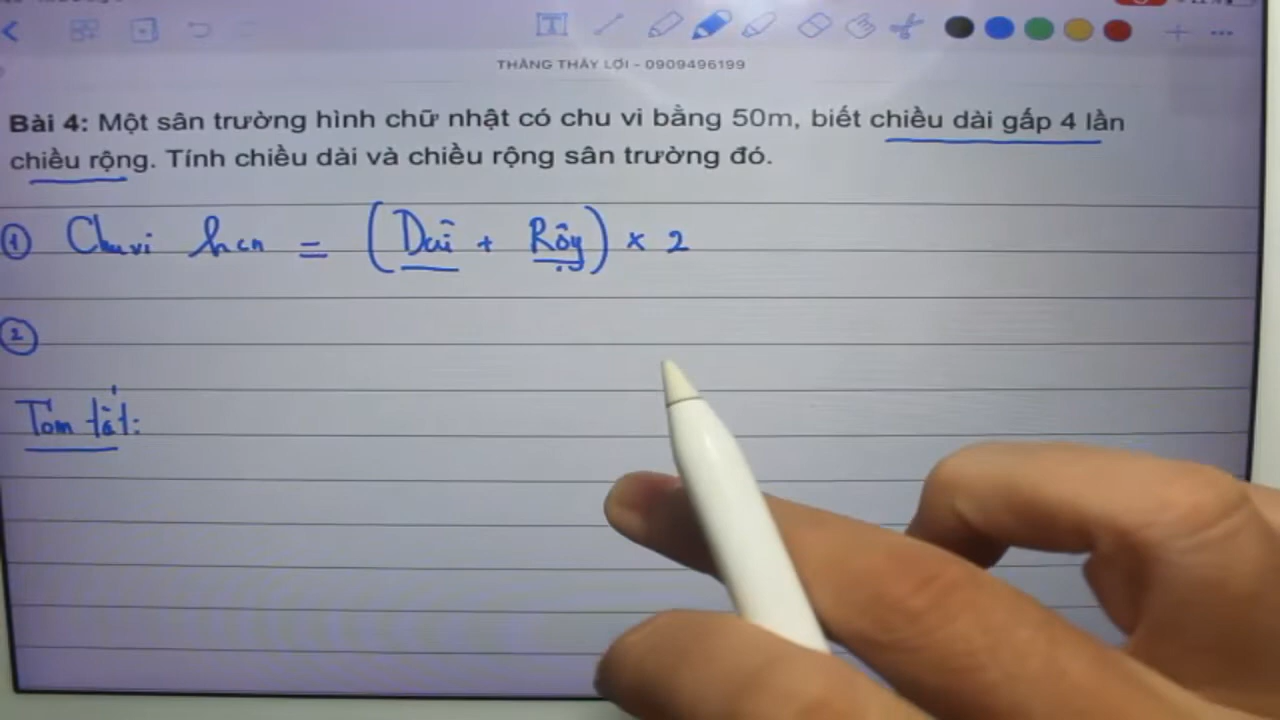 THẮNG THẦY LỢI - 0909496199
Bài 4: Một sân trường hình chữ nhật có chu vi bằng 50m, biết chiều dài gấp 4 lần
chiều rộng. Tính chiều dài và chiều rộng sân trường đó.
① Chu vi hcn = (Dài + Rộng) × 2
②
Tóm tắt: